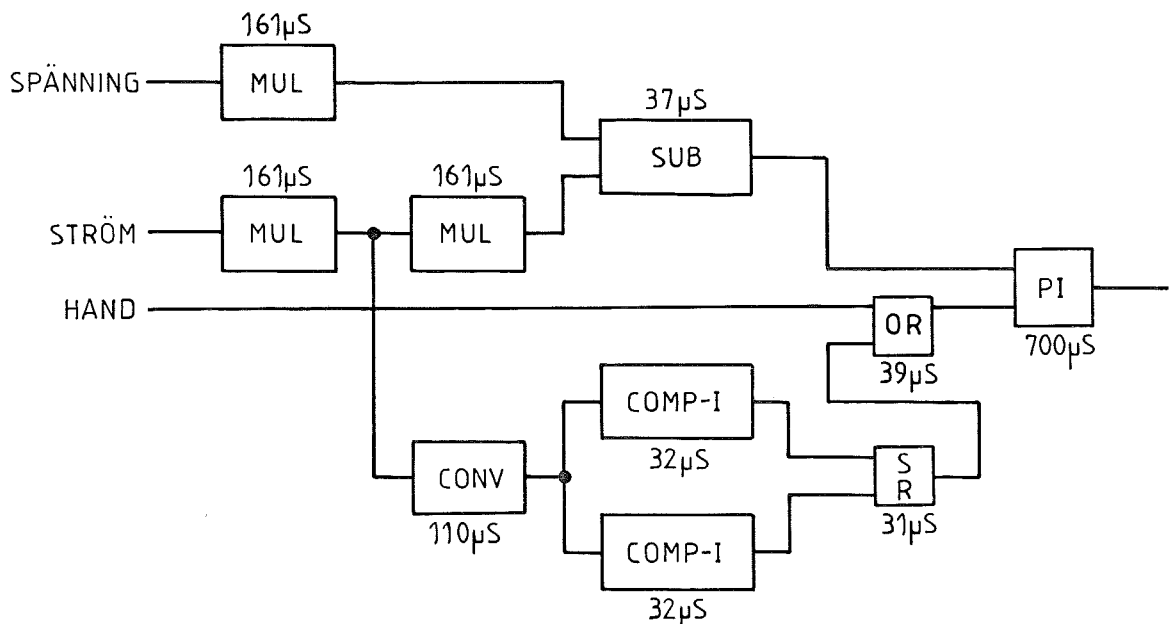 161µS
SPÄNNING
MUL
37µS
SUB
161µS
161µS
STRÖM
MUL
MUL
HAND
OR
39µS
PI
700µS
COMP-I
32µS
CONV
110µS
S
R
31µS
COMP-I
32µS